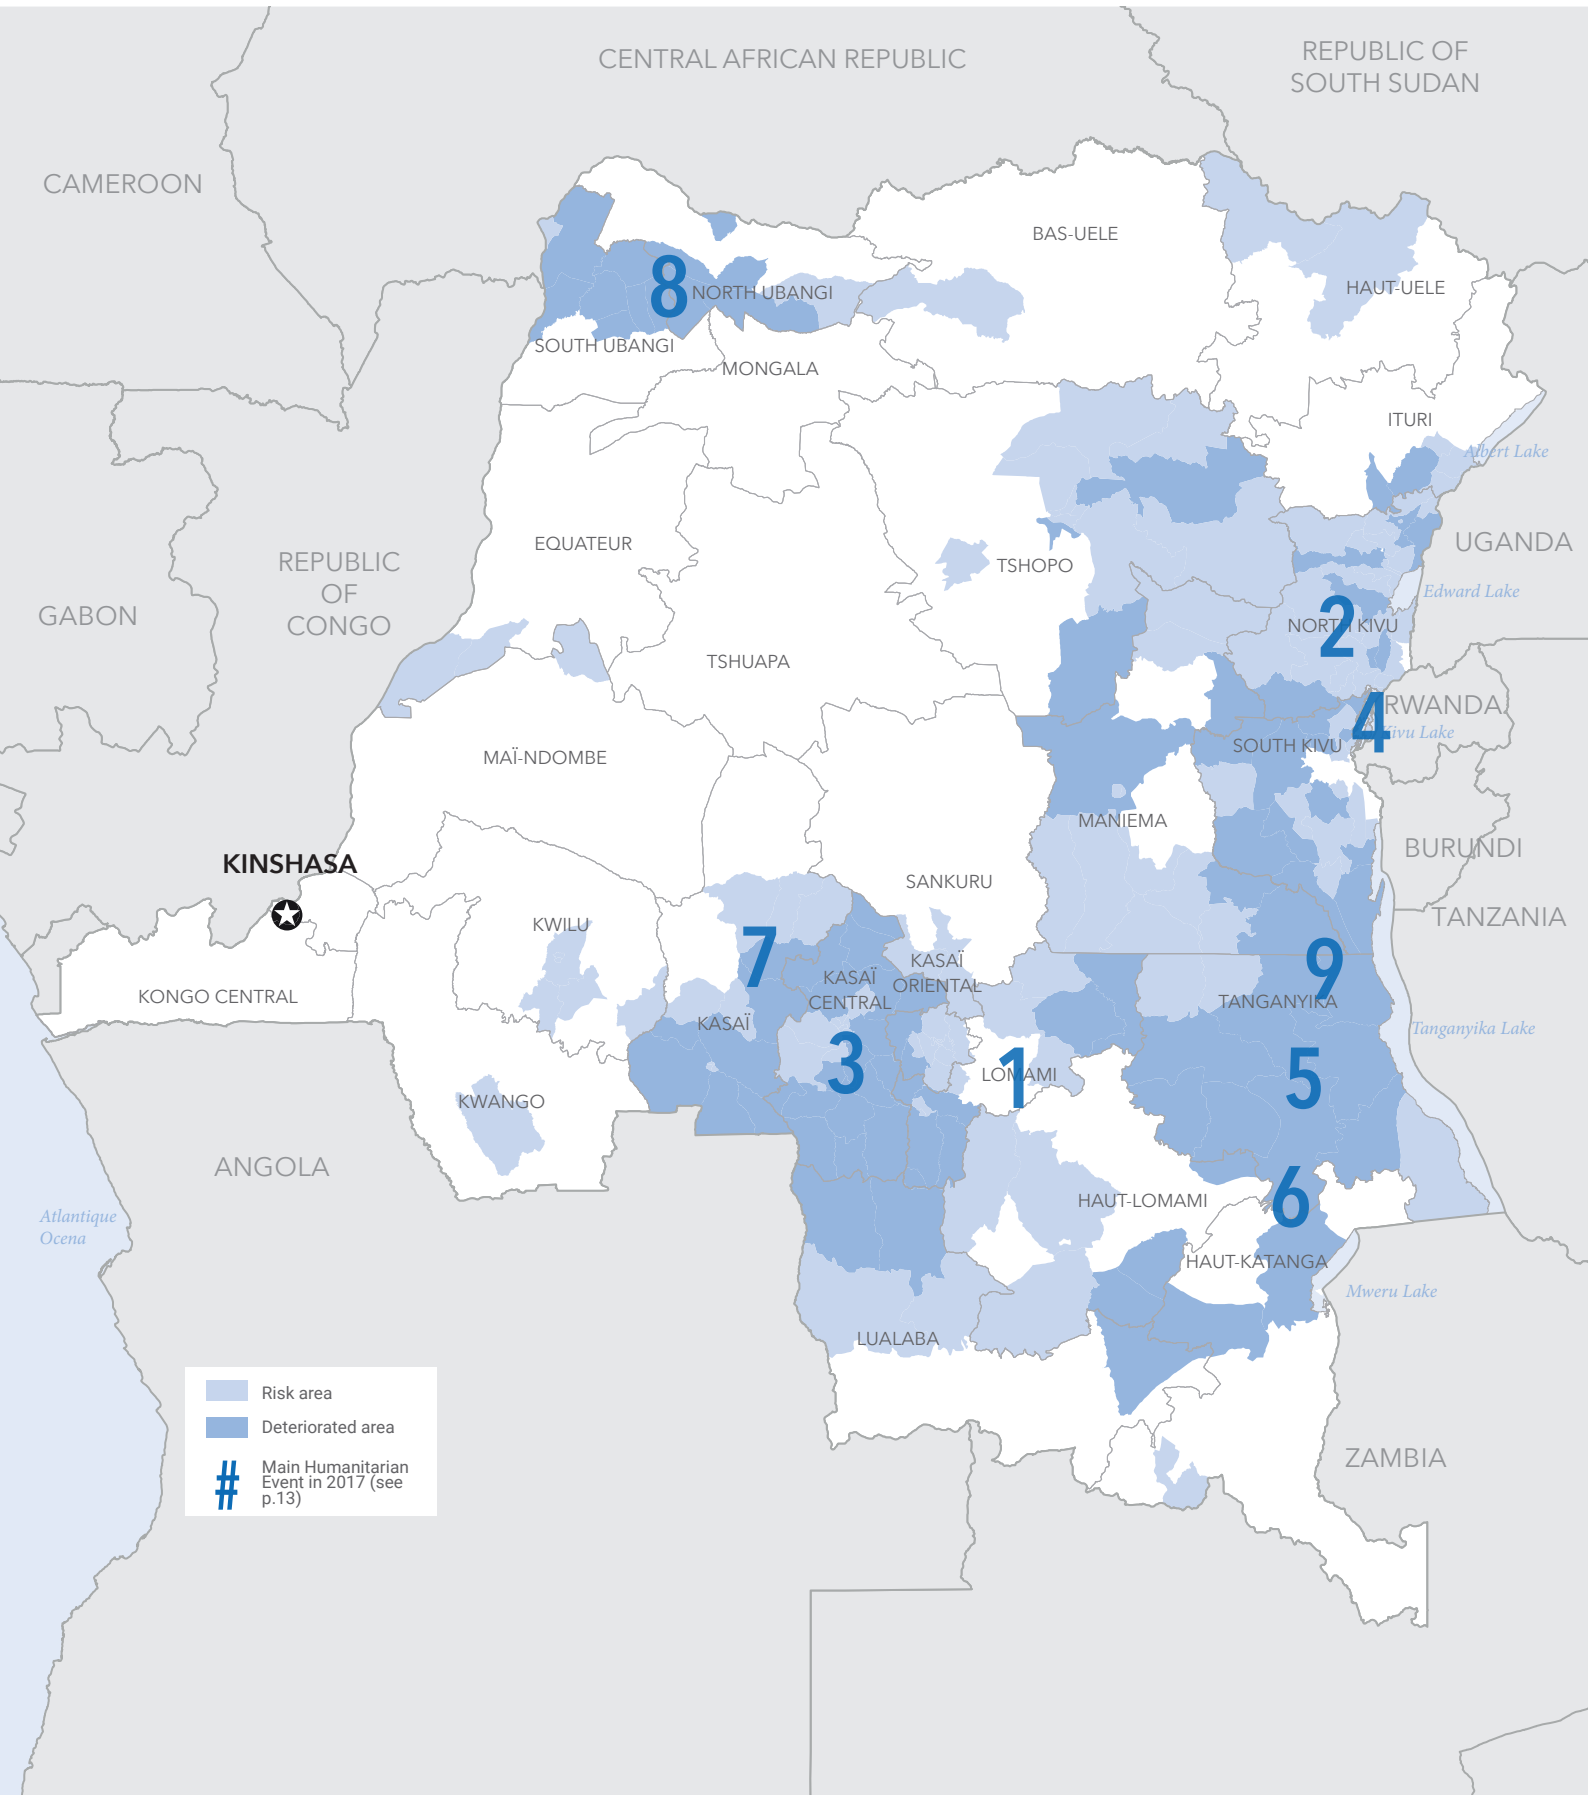 CENTRAL AFRICAN REPUBLIC
REPUBLIC OF
SOUTH SUDAN
CAMEROON
BAS-UELE
HAUT-UELE
8
NORTH UBANGI
SOUTH UBANGI
MONGALA
ITURI
Albert Lake
EQUATEUR
UGANDA
REPUBLIC
OF
CONGO
TSHOPO
Edward Lake
GABON
2
NORTH KIVU
TSHUAPA
RWANDA
4
Kivu Lake
SOUTH KIVU
MAÏ-NDOMBE
MANIEMA
BURUNDI
KINSHASA
SANKURU
TANZANIA
KWILU
7
KASAÏ
ORIENTAL
9
KASAÏ
CENTRAL
KONGO CENTRAL
TANGANYIKA
KASAÏ
Tanganyika Lake
3
1
LOMAMI
5
KWANGO
ANGOLA
6
HAUT-LOMAMI
Atlantique
Ocena
HAUT-KATANGA
Mweru Lake
LUALABA
Risk area
Deteriorated area
ZAMBIA
#
Main Humanitarian
Event in 2017 (see
p.13)